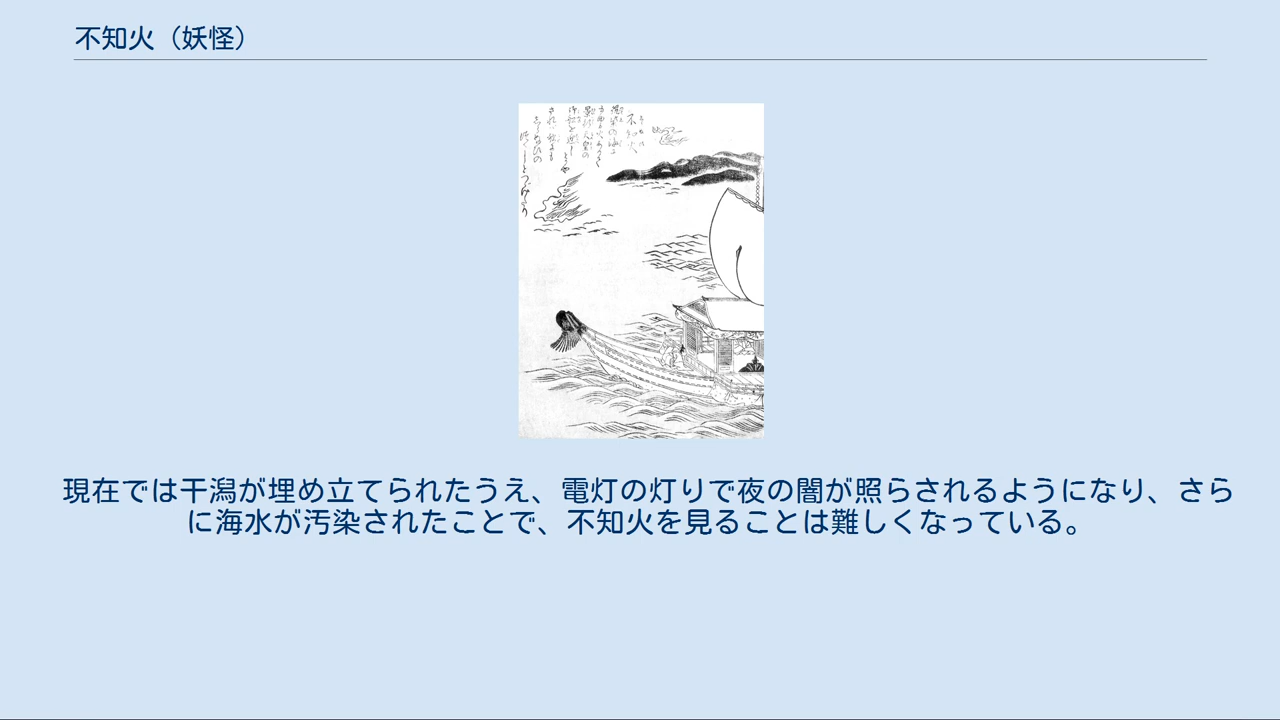 不知火（妖怪）
不知火
現在では干潟が埋め立てられたうえ、電灯の灯りで夜の闇が照らされるようになり、さら
に海水が汚染されたことで、不知火を見ることは難しくなっている。